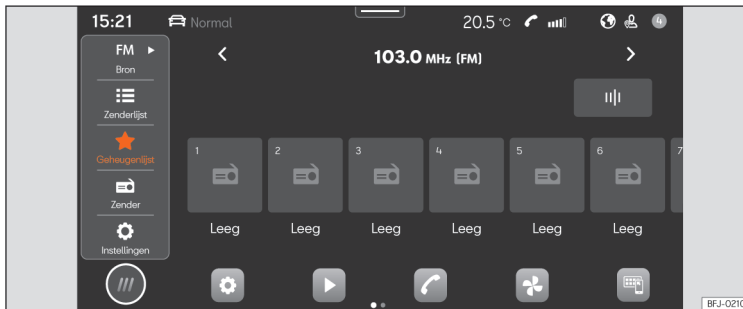 15:21 Normal 20.5 °C 4
FM
Bron
Zenderlijst
Geheugenlijst
Zender
Instellingen
103.0 MHz (FM)
1 2 3 4 5 6 7
Leeg Leeg Leeg Leeg Leeg Leeg
BFJ-0210